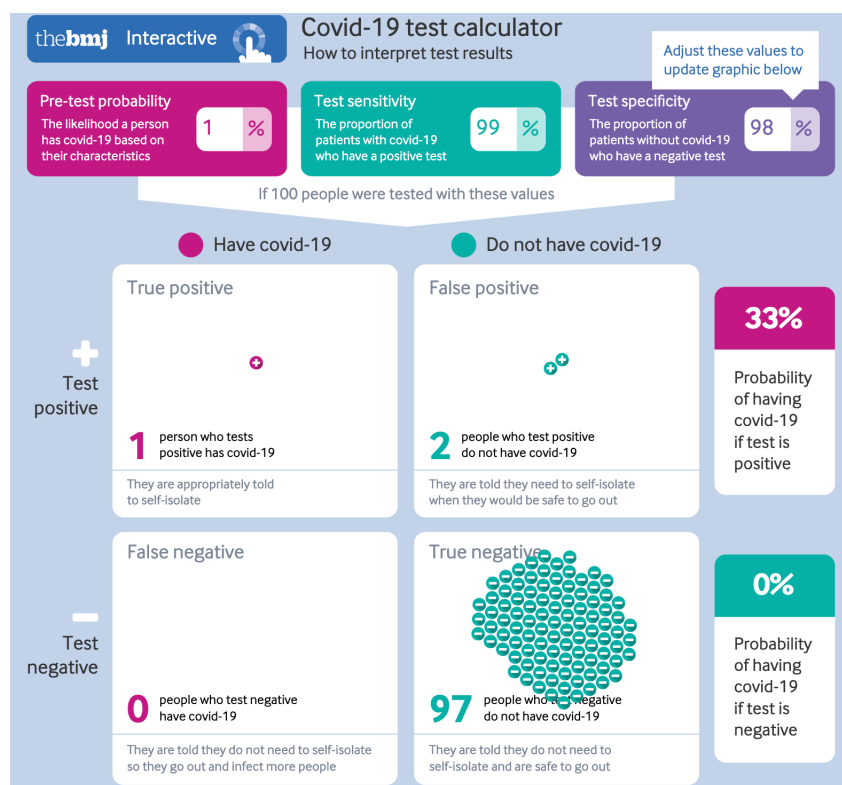 thebmj Interactive
Covid-19 test calculator
How to interpret test results
Adjust these values to
update graphic below
Pre-test probability
The likelihood a person
has covid-19 based on
their characteristics
1 %
Test sensitivity
The proportion of
patients with covid-19
who have a positive test
99 %
Test specificity
The proportion of
patients without covid-19
who have a negative test
98 %
If 100 people were tested with these values
Have covid-19
Do not have covid-19
Test
positive
True positive
1 person who tests
positive has covid-19
They are appropriately told
to self-isolate
False positive
2 people who test positive
do not have covid-19
They are told they need to self-isolate
when they would be safe to go out
33%
Probability
of having
covid-19
if test is
positive
Test
negative
False negative
0 people who test negative
have covid-19
They are told they do not need to self-isolate
so they go out and infect more people
True negative
97 people who test negative
do not have covid-19
They are told they do not need to
self-isolate and are safe to go out
0%
Probability
of having
covid-19
if test is
negative